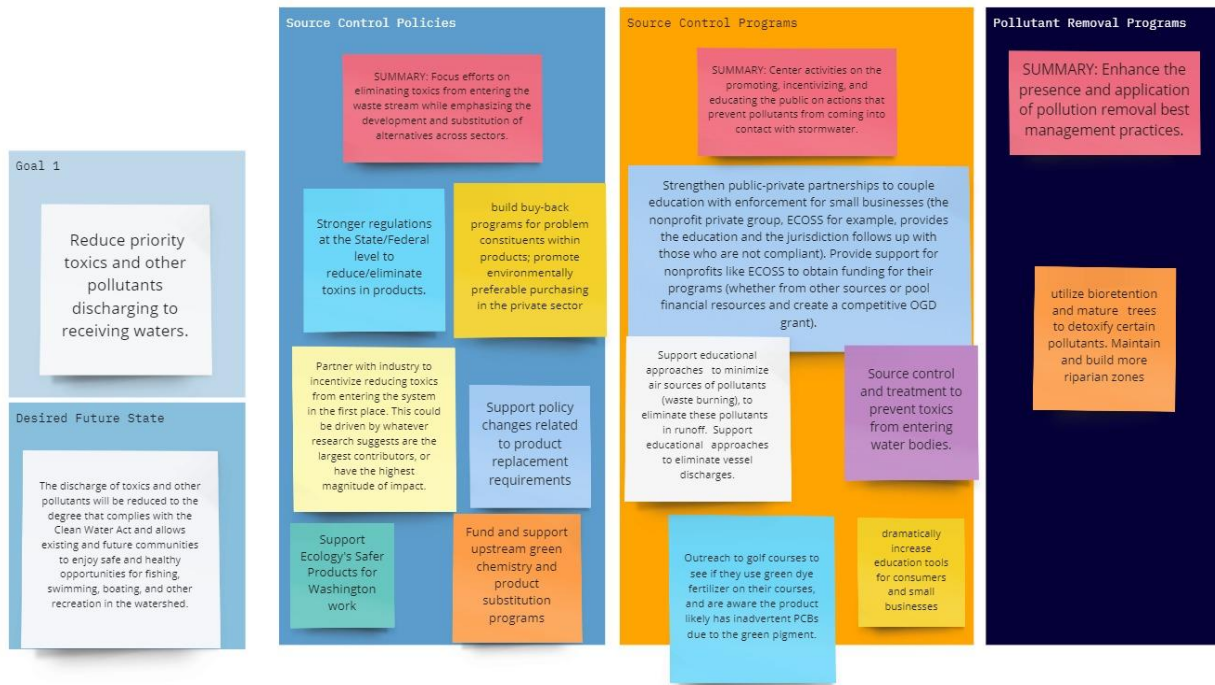 Goal 1
Reduce priority
toxics and other
pollutants
discharging to
receiving waters.
Desired Future State
The discharge of toxics and other
pollutants will be reduced to the
degree that complies with the
Clean Water Act and allows
existing and future communities
to enjoy safe and healthy
opportunities for fishing,
swimming, boating, and other
recreation in the watershed.
Source Control Policies
SUMMARY: Focus efforts on
eliminating toxics from entering the
waste stream while emphasizing the
development and substitution of
alternatives across sectors.
Stronger regulations
at the State/Federal
level to
reduce/eliminate
toxins in products.
build buy-back
programs for problem
constituents within
products; promote
environmentally
preferable purchasing
in the private sector
Partner with industry to
incentivize reducing toxics
from entering the system
in the first place. This could
be driven by whatever
research suggests are the
largest contributors, or
have the highest
magnitude of impact.
Support policy
changes related to
product
replacement
requirements
Support
Ecology's Safer
Products for
Washington
work
Fund and support
upstream green
chemistry and
product
substitution
programs
Source Control Programs
SUMMARY: Center activities on the
promoting, incentivizing, and
educating the public on actions that
prevent pollutants from coming into
contact with stormwater.
Strengthen public-private partnerships to couple
education with enforcement for small businesses (the
nonprofit private group, ECOSS for example, provides
the education and the jurisdiction follows up with
those who are not compliant). Provide support for
nonprofits like ECOSS to obtain funding for their
programs (whether from other sources or pool
financial resources and create a competitive OGD
grant).
Support educational
approaches to minimize
air sources of pollutants
(waste burning), to
eliminate these pollutants
in runoff. Support
educational approaches
to eliminate vessel
discharges.
Source control
and treatment to
prevent toxics
from entering
water bodies.
Outreach to golf courses to
see if they use green dye
fertilizer on their courses,
and are aware the product
likely has inadvertent PCBs
due to the green pigment.
dramatically
increase
education tools
for consumers
and small
businesses
Pollutant Removal Programs
SUMMARY: Enhance the
presence and application
of pollution removal best
management practices.
utilize bioretention
and mature trees
to detoxify certain
pollutants. Maintain
and build more
riparian zones